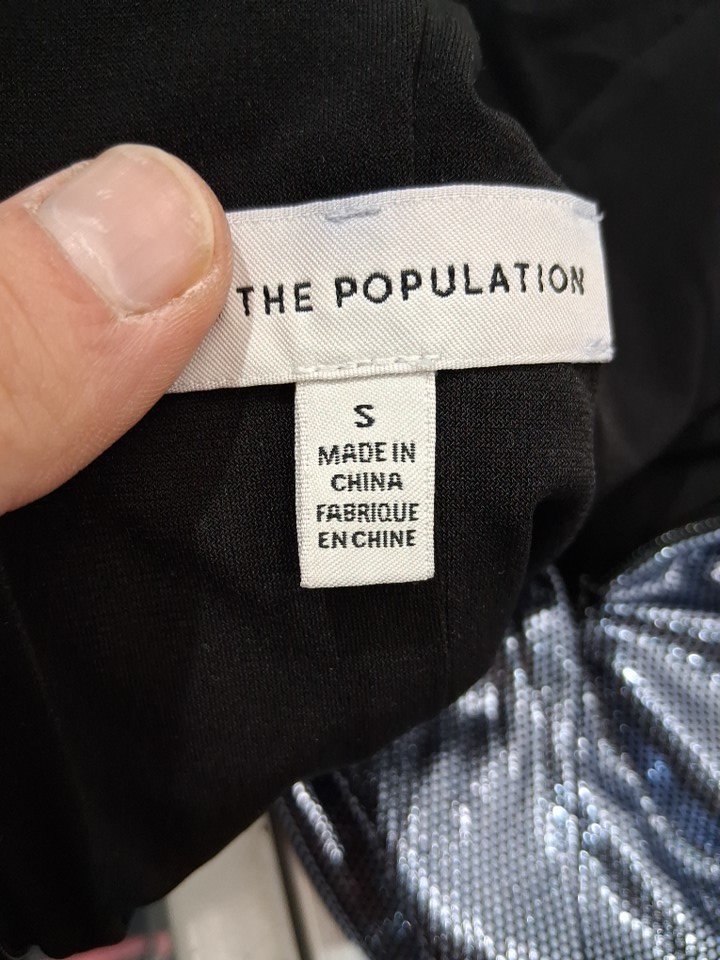 THE POPULATION
S
MADE IN
CHINA
FABRIQUE
EN CHINE